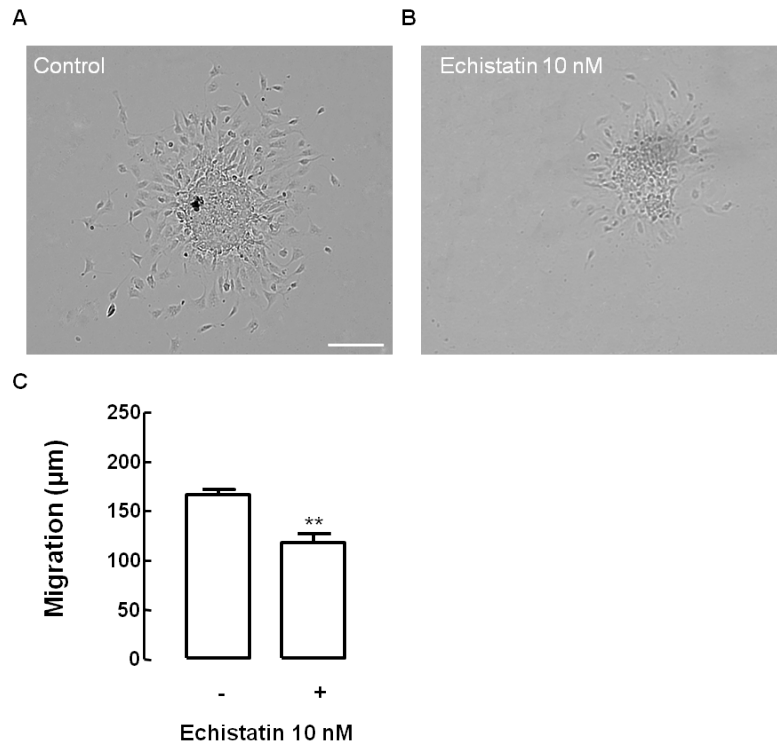 A
B
Control
Echistatin 10 nM
C
250
200
150
100
50
0
Migration (µm)
**
- +
Echistatin 10 nM